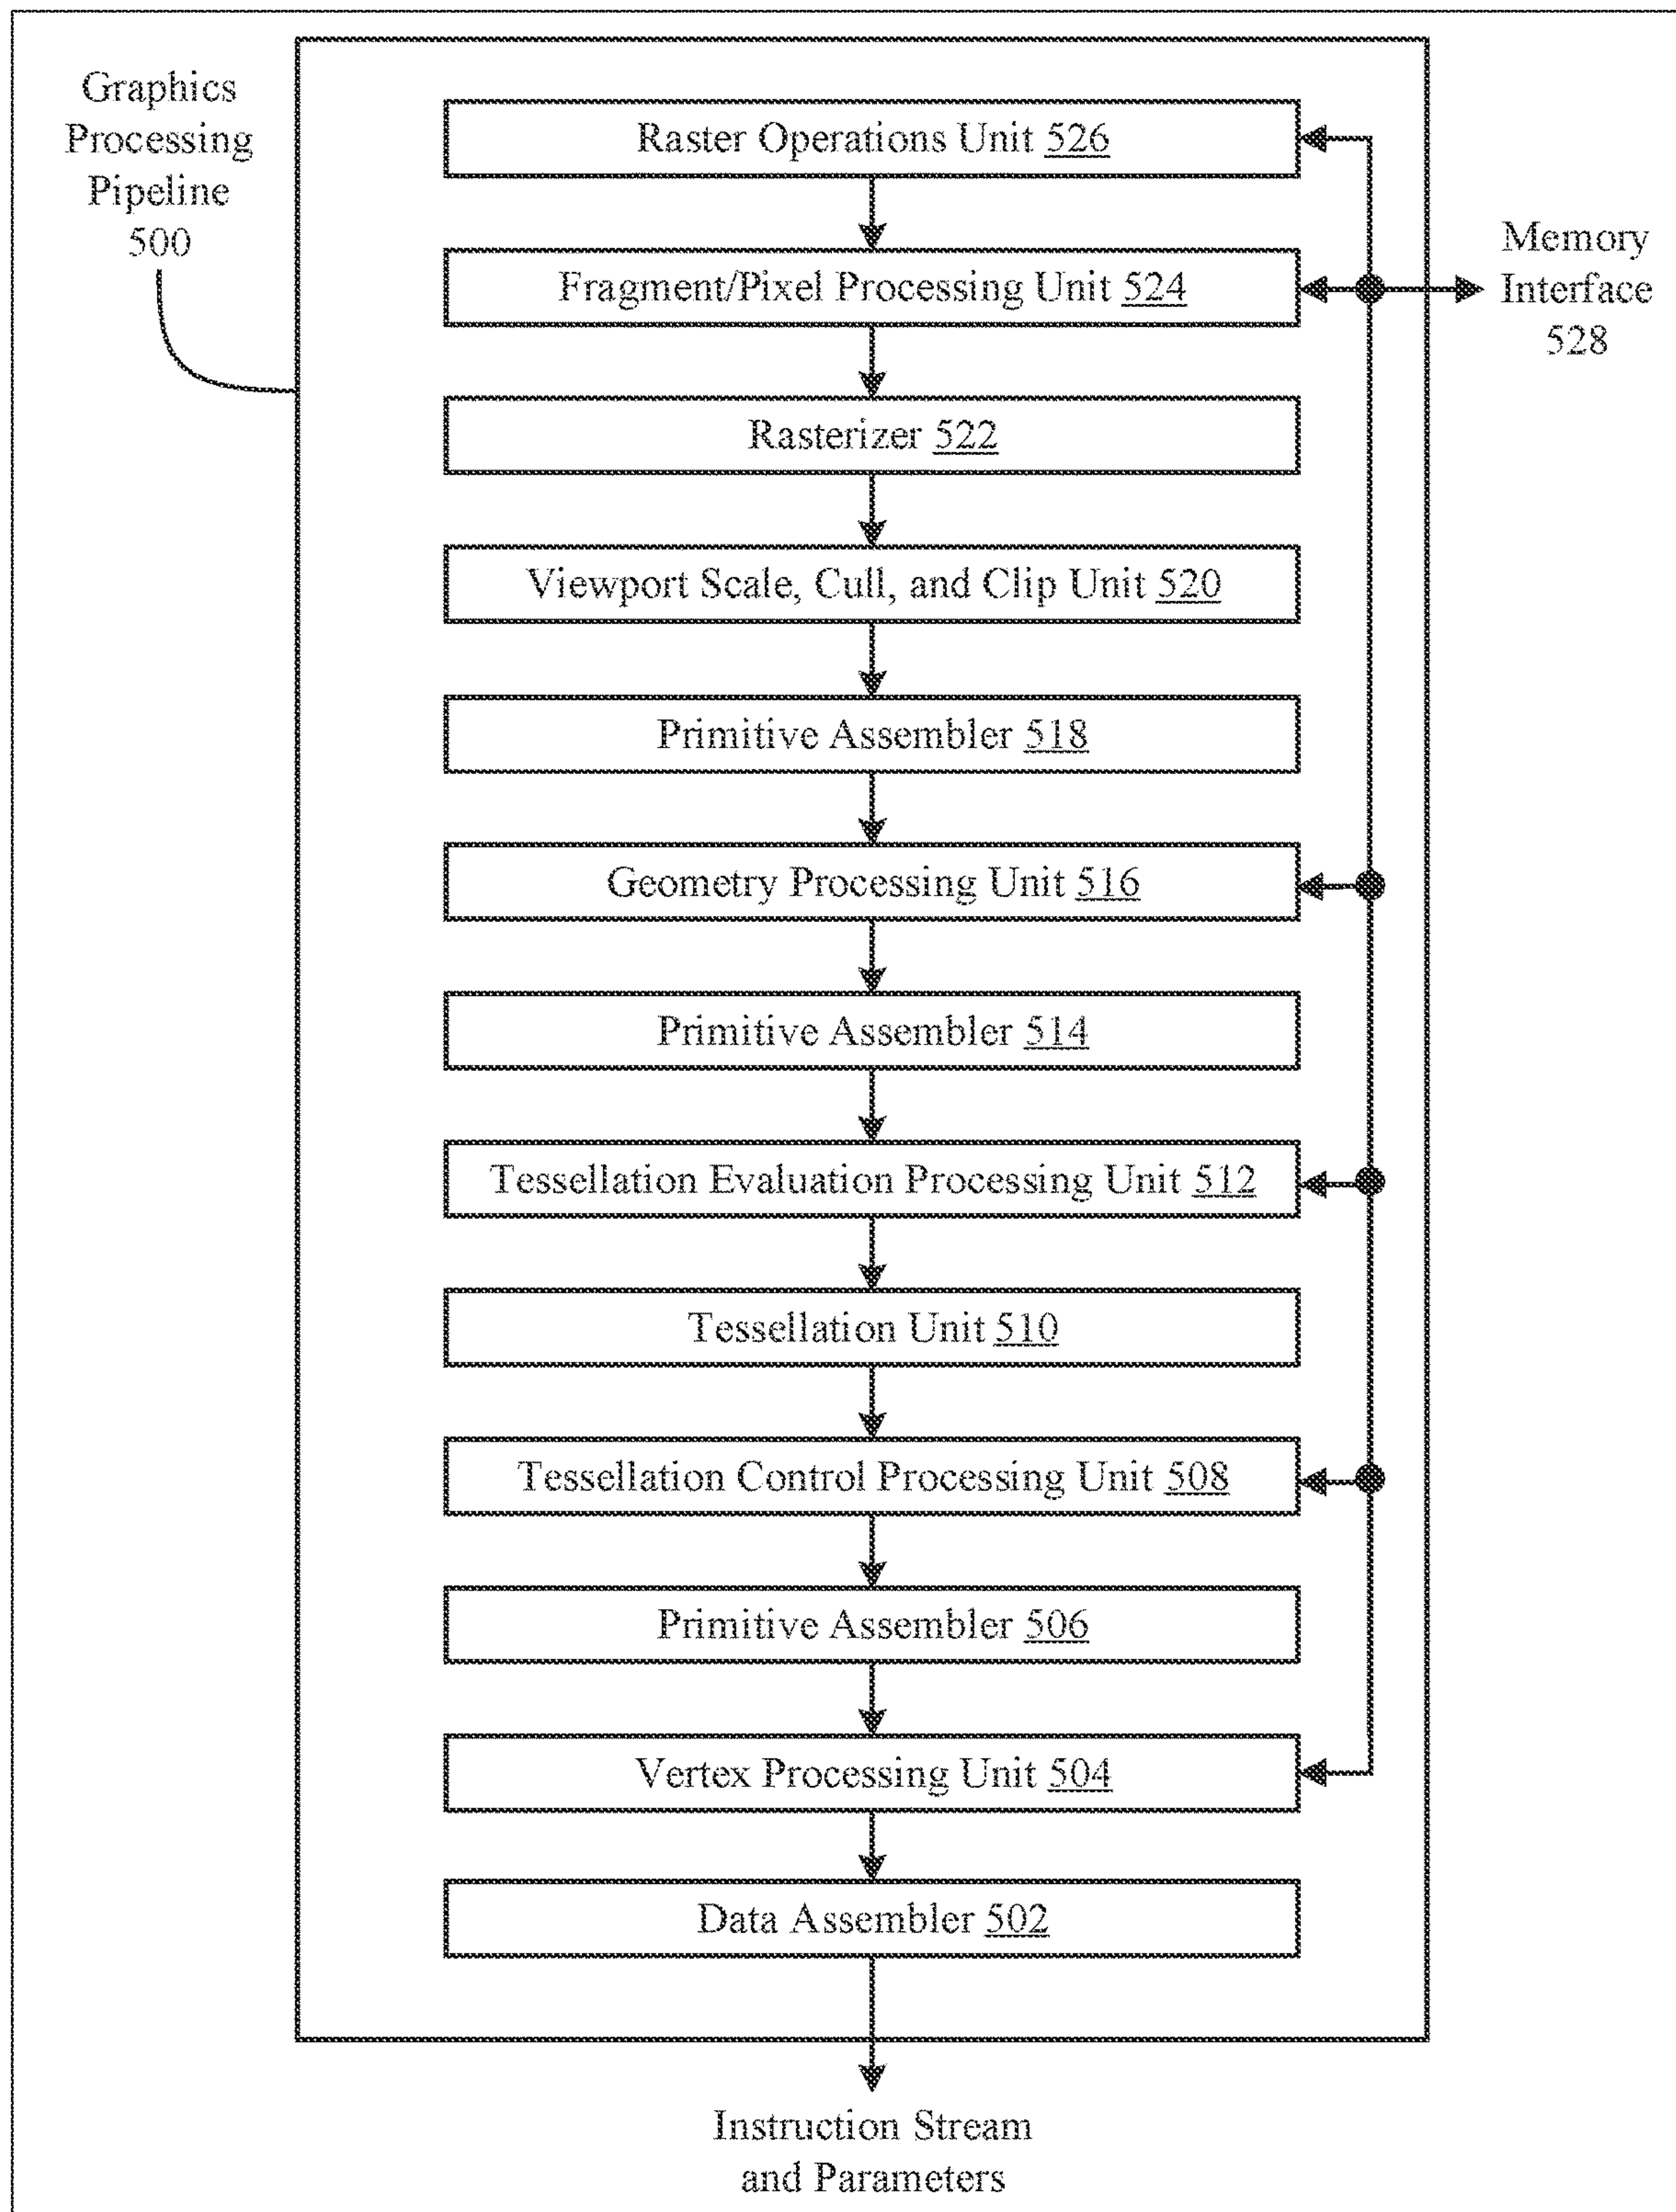 Graphics
Processing
Pipeline
500
Raster Operations Unit 526
Fragment/Pixel Processing Unit 524
Memory
Interface
528
Rasterizer 522
Viewport Scale, Cull, and Clip Unit 520
Primitive Assembler 518
Geometry Processing Unit 516
Primitive Assembler 514
Tessellation Evaluation Processing Unit 512
Tessellation Unit 510
Tessellation Control Processing Unit 508
Primitive Assembler 506
Vertex Processing Unit 504
Data Assembler 502
Instruction Stream
and Parameters